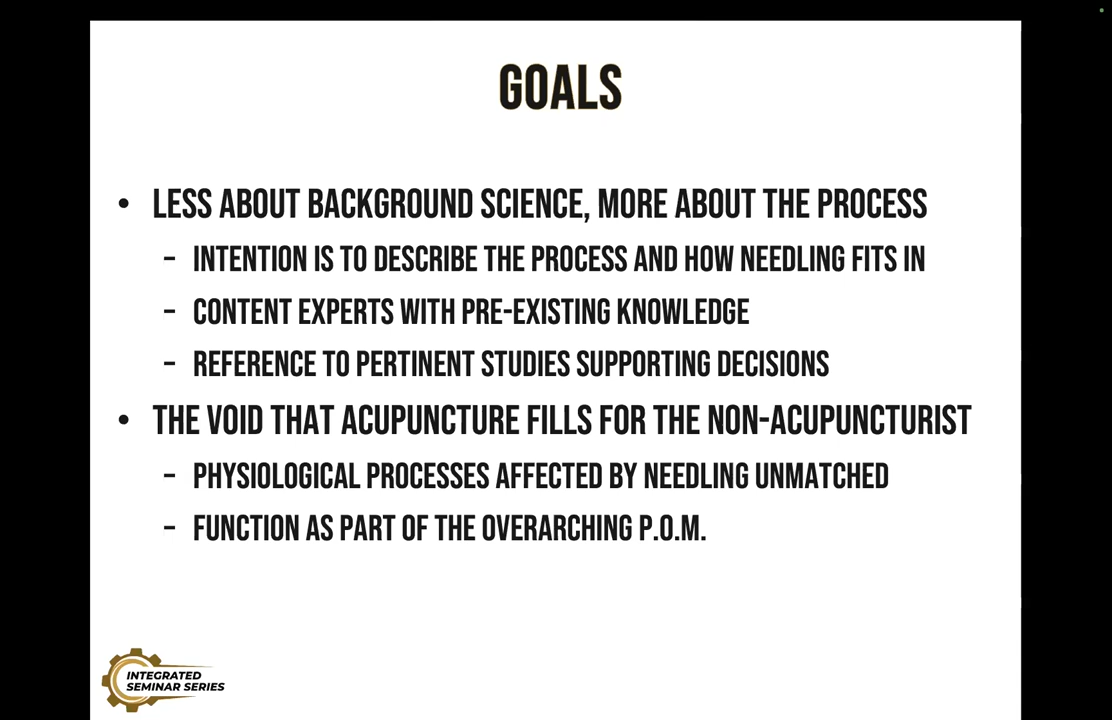 GOALS
• LESS ABOUT BACKGROUND SCIENCE, MORE ABOUT THE PROCESS
– INTENTION IS TO DESCRIBE THE PROCESS AND HOW NEEDLING FITS IN
– CONTENT EXPERTS WITH PRE-EXISTING KNOWLEDGE
– REFERENCE TO PERTINENT STUDIES SUPPORTING DECISIONS
• THE VOID THAT ACUPUNCTURE FILLS FOR THE NON-ACUPUNCTURIST
– PHYSIOLOGICAL PROCESSES AFFECTED BY NEEDLING UNMATCHED
– FUNCTION AS PART OF THE OVERARCHING P.O.M.
INTEGRATED
SEMINAR SERIES